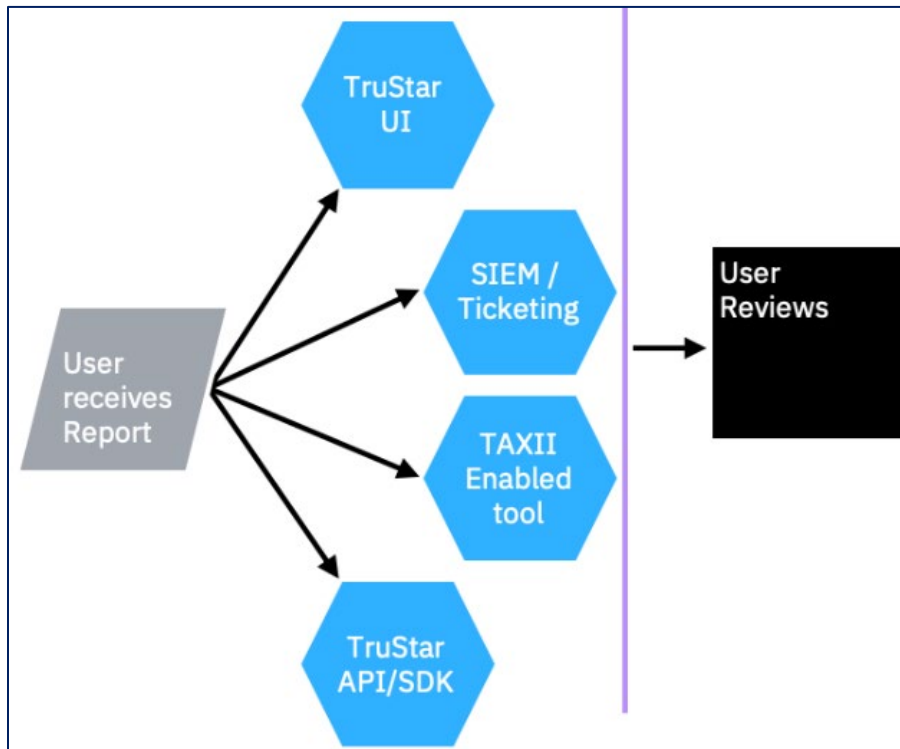 TruStar
UI
SIEM /
Ticketing
User
Reviews
User
receives
Report
TAXII
Enabled
tool
TruStar
API/SDK